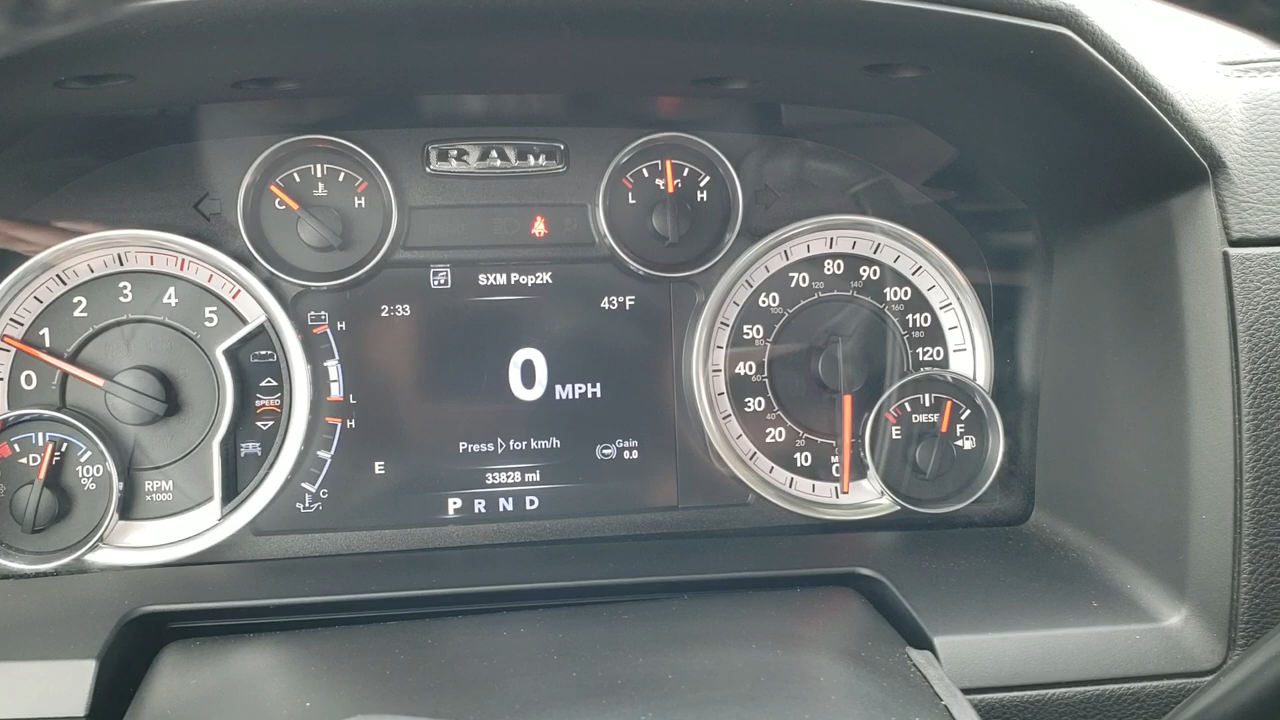 RAM
C H
L H
SXM Pop2K
2:33 43°F
0 MPH
Press for km/h
Gain
0.0
E
33828 mi
P R N D
H
L
H
C
0 1 2 3 4 5
RPM
x1000
SPEED
100
%
0 10 20 30 40 50 60 70 80 90 100 110 120
20 40 60 80 100 120 140 160 180
DIESEL
E F